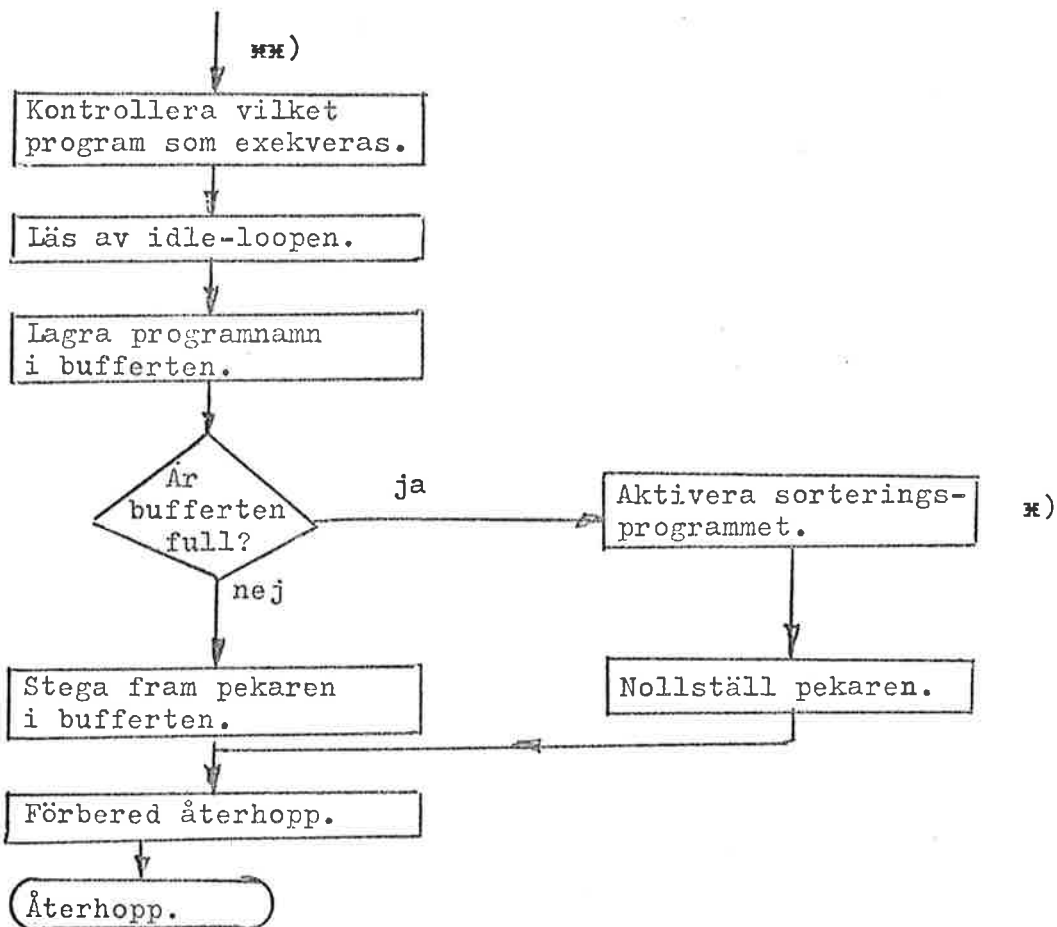 ӿӿ)
Kontrollera vilket
program som exekveras.
Läs av idle-loopen.
Lagra programnamn
i bufferten.
Är
bufferten
full?
ja
Aktivera sorterings-
programmet.
ӿ)
nej
Stega fram pekaren
i bufferten.
Nollställ pekaren.
Förbered återhopp.
Återhopp.